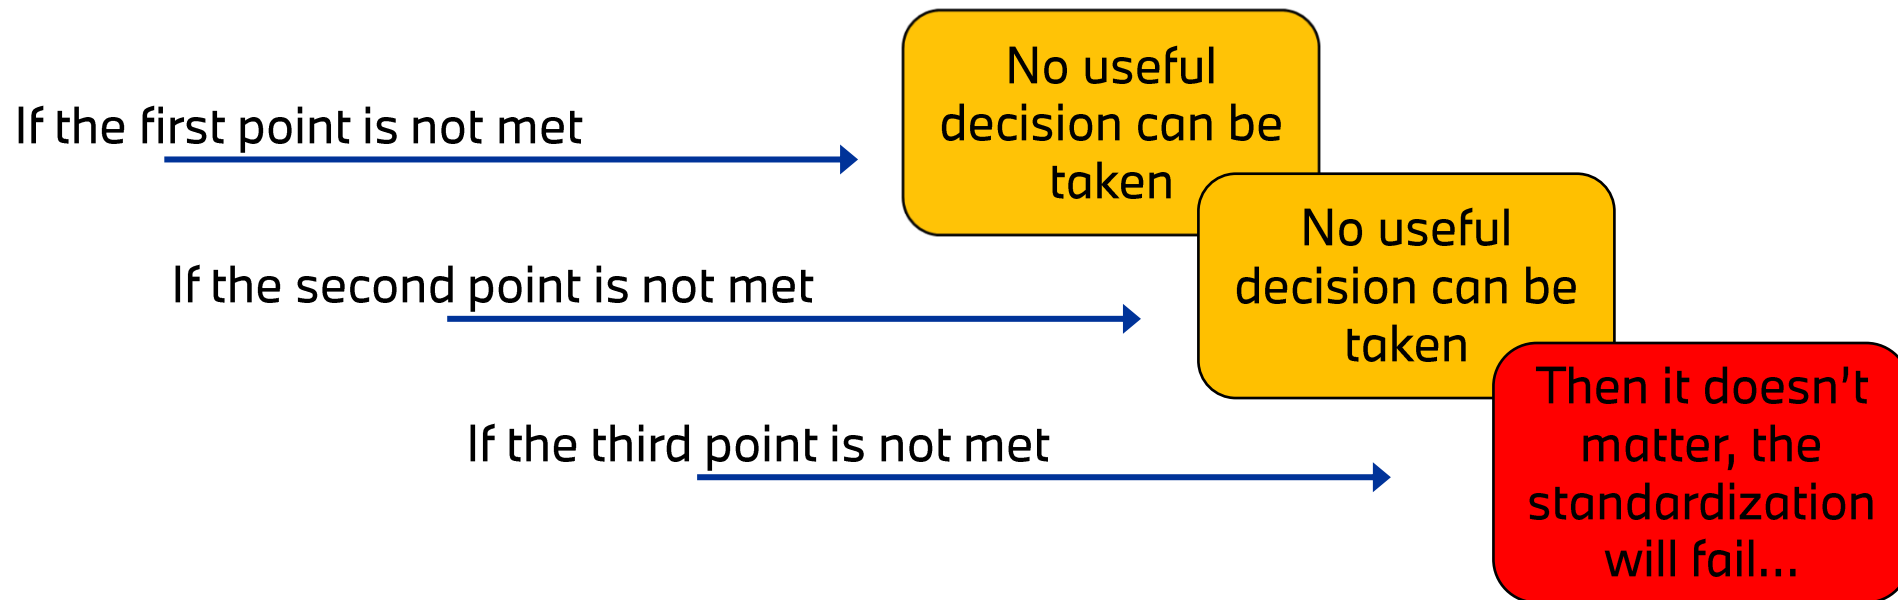 If the first point is not met
No useful
decision can be
taken
If the second point is not met
No useful
decision can be
taken
If the third point is not met
Then it doesn't
matter, the
standardization
will fail...